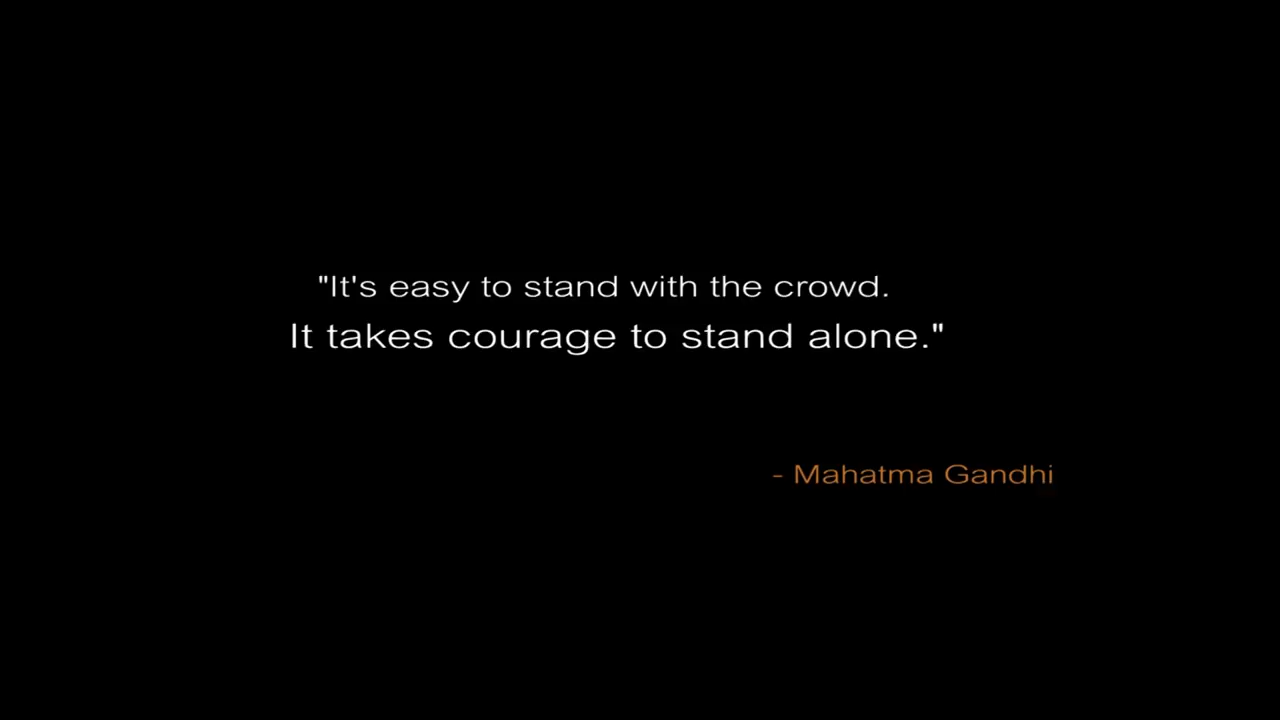 "It's easy to stand with the crowd.
It takes courage to stand alone."
- Mahatma Gandhi